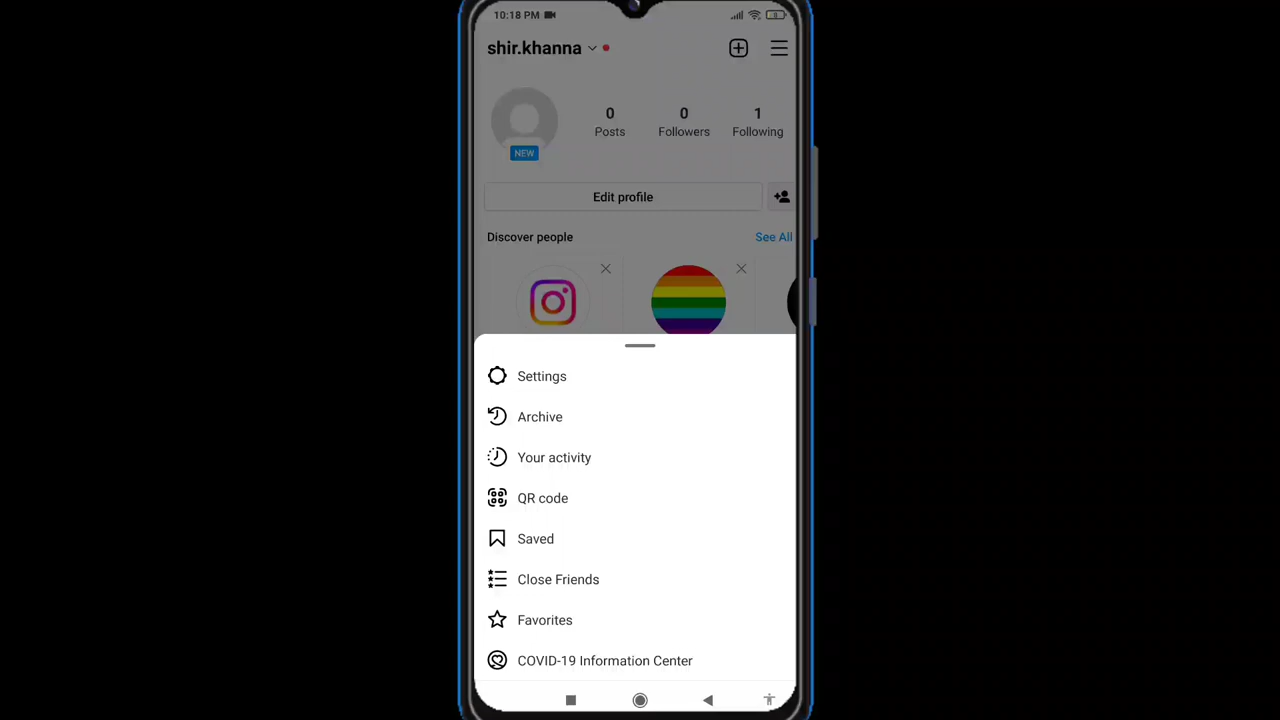 10:18 PM
shir.khanna
0 0 1
Posts Followers Following
NEW
Edit profile
Discover people See All
Settings
Archive
Your activity
QR code
Saved
Close Friends
Favorites
COVID-19 Information Center